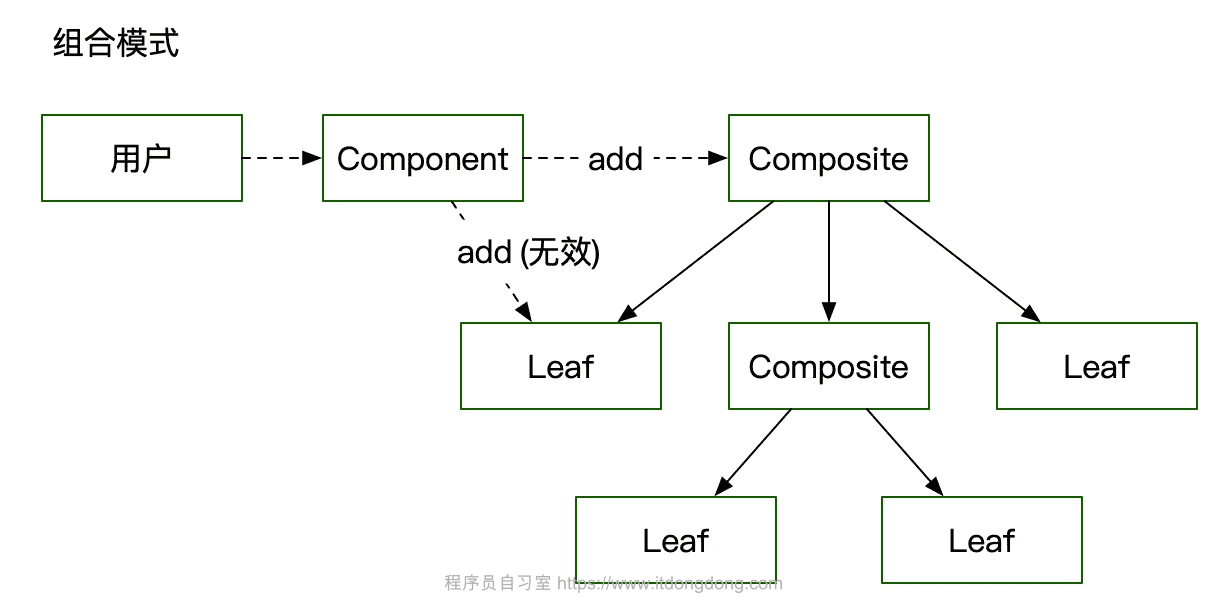 组合模式
用户
Component
add
Composite
add (无效)
Leaf
Composite
Leaf
Leaf
Leaf
程序员自习室 https://www.itdongdong.com